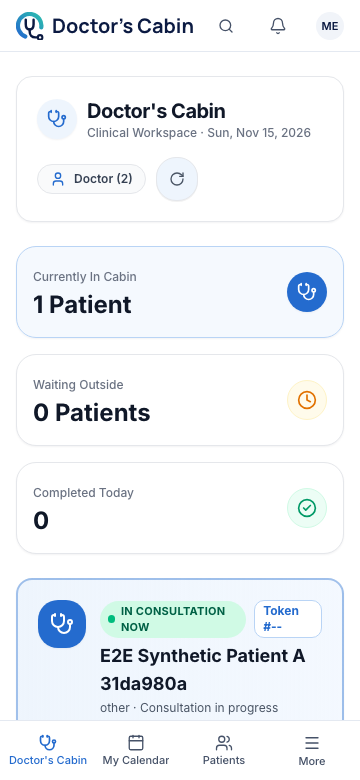 Doctor's Cabin
ME
Doctor's Cabin
Clinical Workspace · Sun, Nov 15, 2026
Doctor (2)
Currently In Cabin
1 Patient
Waiting Outside
0 Patients
Completed Today
0
IN CONSULTATION
NOW
Token
#--
E2E Synthetic Patient A
31da980a
other · Consultation in progress
Doctor's Cabin
My Calendar
Patients
More